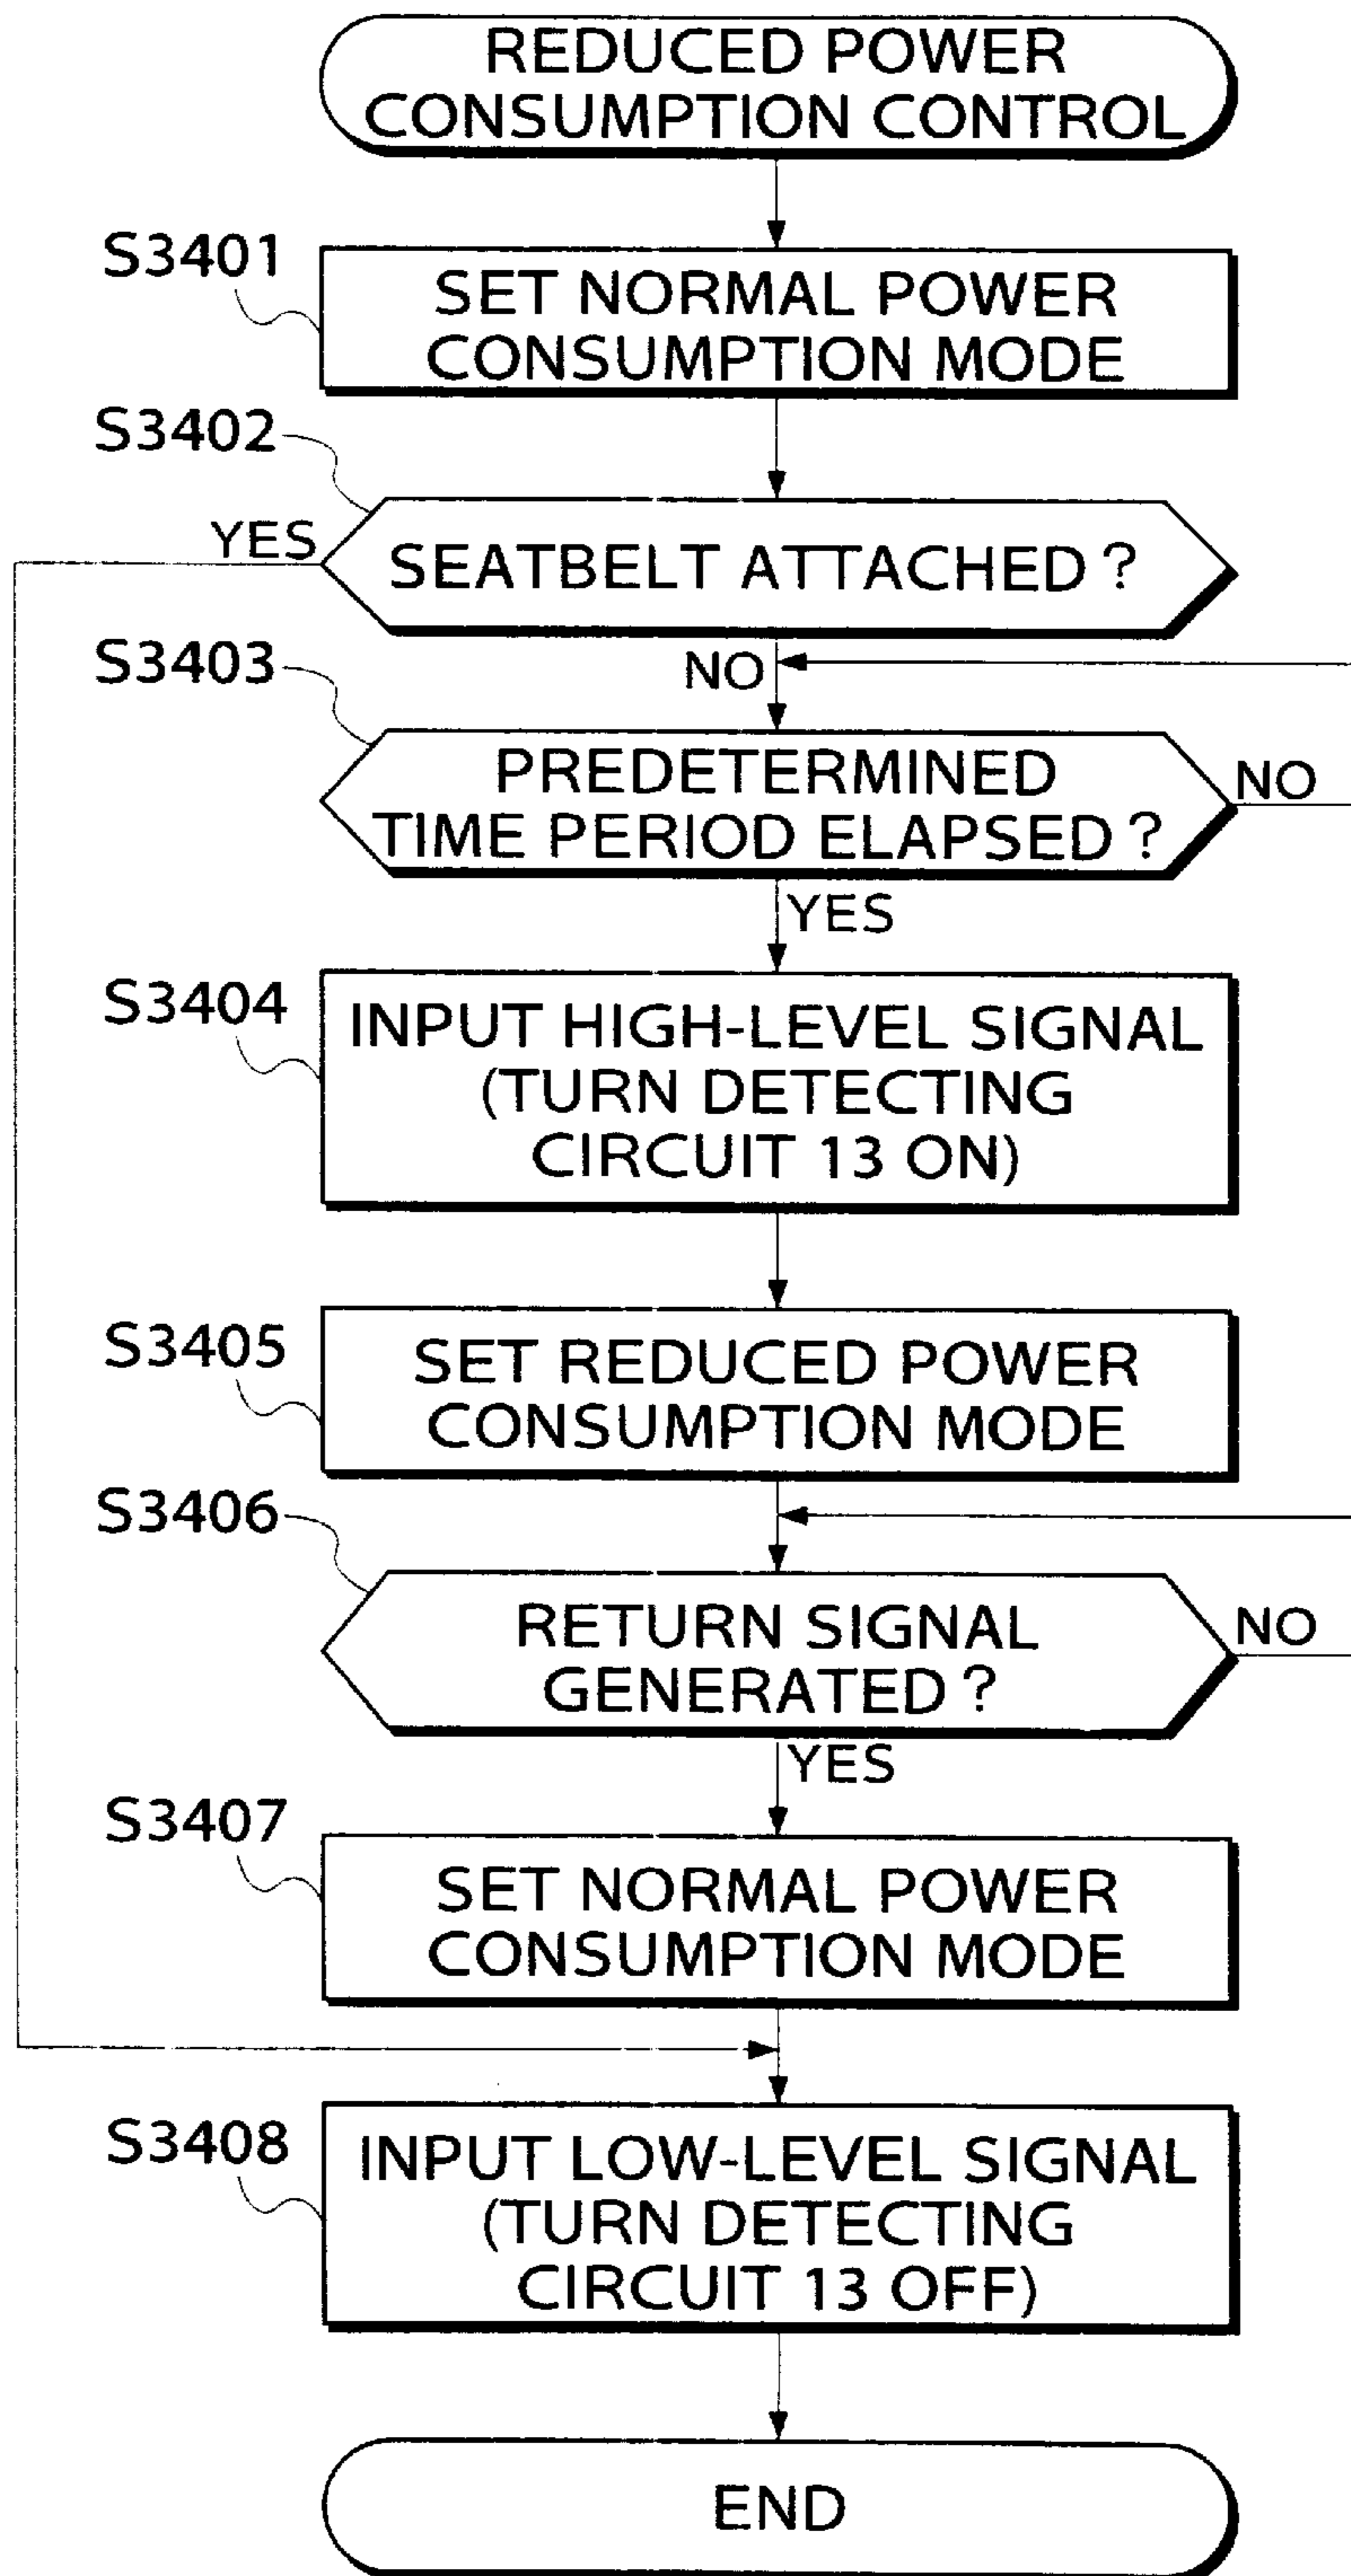 REDUCED POWER
CONSUMPTION CONTROL
S3401
SET NORMAL POWER
CONSUMPTION MODE
S3402
YES
SEATBELT ATTACHED ?
NO
S3403
PREDETERMINED
TIME PERIOD ELAPSED ?
NO
YES
S3404
INPUT HIGH-LEVEL SIGNAL
(TURN DETECTING
CIRCUIT 13 ON)
S3405
SET REDUCED POWER
CONSUMPTION MODE
S3406
RETURN SIGNAL
GENERATED ?
NO
YES
S3407
SET NORMAL POWER
CONSUMPTION MODE
S3408
INPUT LOW-LEVEL SIGNAL
(TURN DETECTING
CIRCUIT 13 OFF)
END